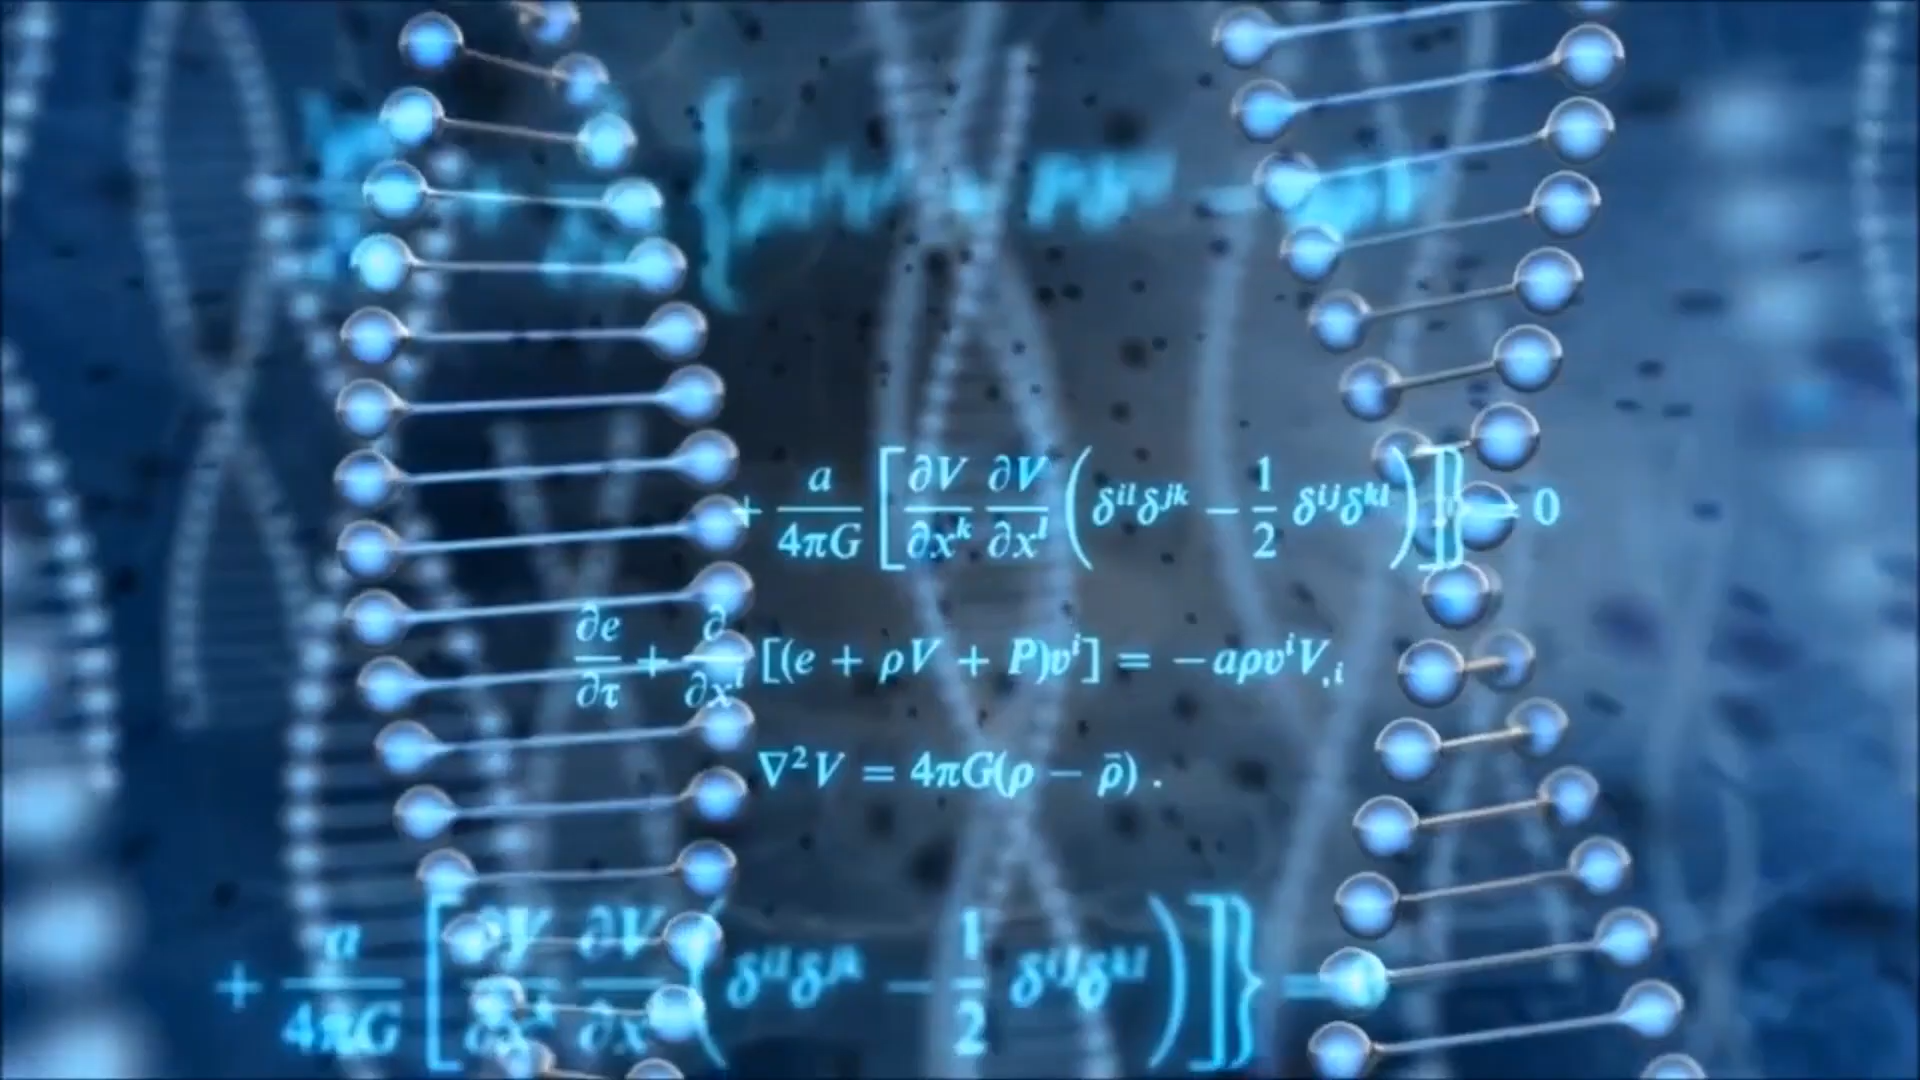 + a/4πG [∂V/∂x^k ∂V/∂x^l (δ^il δ^jk − 1/2 δ^ij δ^kl)]} = 0
∂e/∂τ + ∂/∂x^i [(e + ρV + P)v^i] = −aρv^i V,i
∇²V = 4πG(ρ − ρ̄) .
+ a/4πG [∂V/∂x^k ∂V/∂x ( δ^il δ^jk − 1/2 δ^ij δ^kl )]} = 0